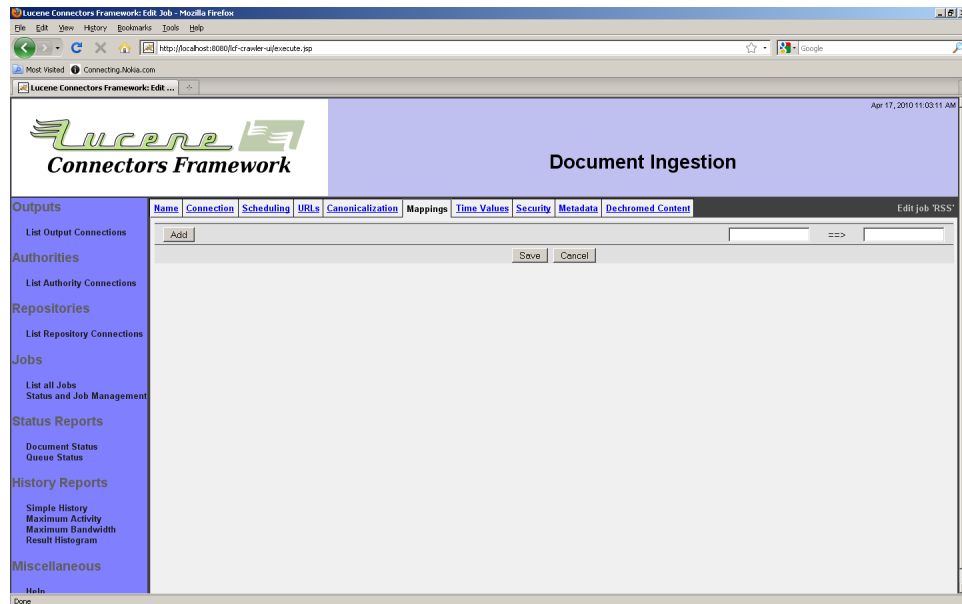 Lucene Connectors Framework: Edit Job - Mozilla Firefox
File Edit View History Bookmarks Tools Help
http://localhost:8080/lcf-crawler-ui/execute.jsp
Google
Most Visited Connecting.Nokia.com
Lucene Connectors Framework: Edit ...
Apr 17, 2010 11:03:11 AM
Lucene
Connectors Framework
Document Ingestion
Outputs
Name Connection Scheduling URLs Canonicalization Mappings Time Values Security Metadata Dechromed Content Edit job 'RSS'
List Output Connections
Add ==>
Save Cancel
Authorities
List Authority Connections
Repositories
List Repository Connections
Jobs
List all Jobs
Status and Job Management
Status Reports
Document Status
Queue Status
History Reports
Simple History
Maximum Activity
Maximum Bandwidth
Result Histogram
Miscellaneous
Help
Done